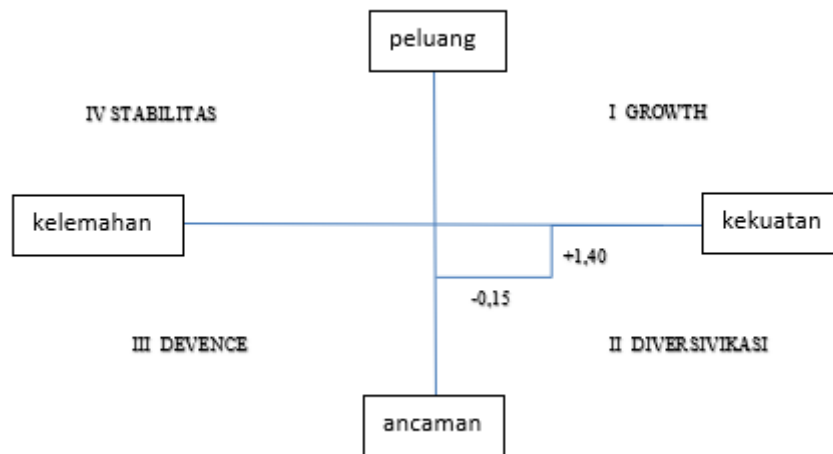 peluang
IV STABILITAS
I GROWTH
kelemahan
kekuatan
+1,40
-0,15
III DEVENCE
II DIVERSIVIKASI
ancaman